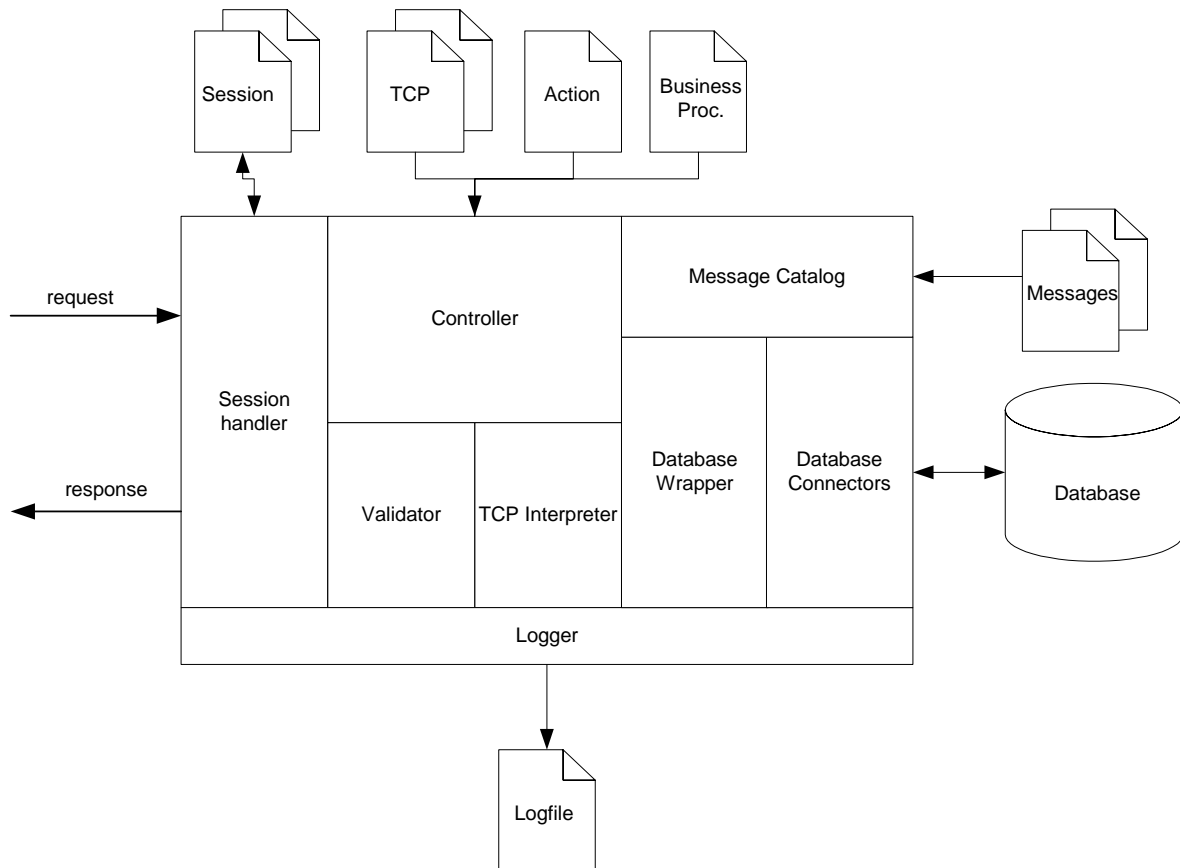 Session
TCP
Action
Business
Proc.
Message Catalog
Messages
request
Controller
Session
handler
Database
Wrapper
Database
Connectors
Database
response
Validator
TCP Interpreter
Logger
Logfile